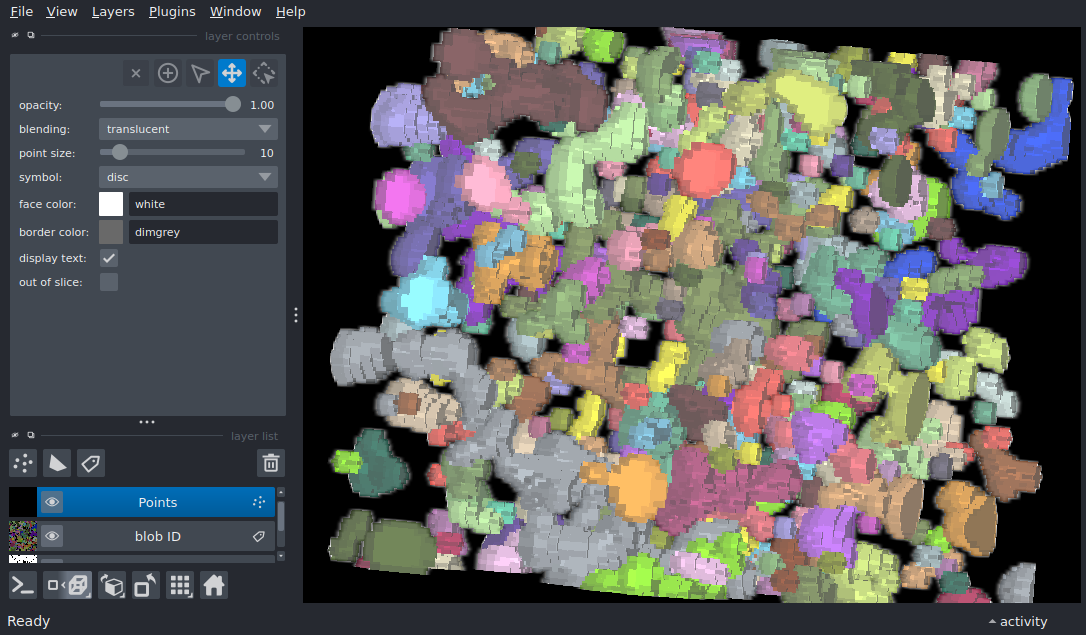 File View Layers Plugins Window Help
layer controls
opacity: 1.00
blending: translucent
point size: 10
symbol: disc
face color: white
border color: dimgrey
display text:
out of slice:
layer list
Points
blob ID
Ready
activity